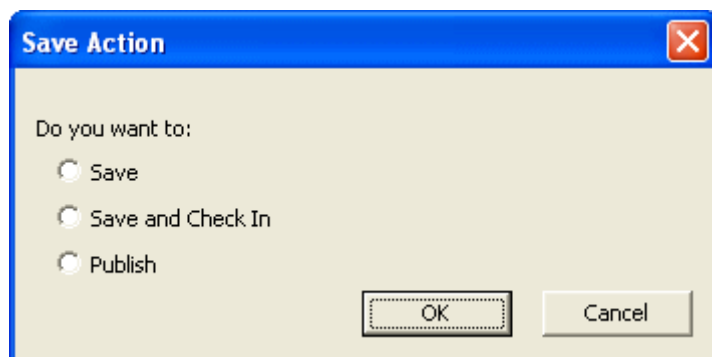 Save Action
Do you want to:
Save
Save and Check In
Publish
OK Cancel